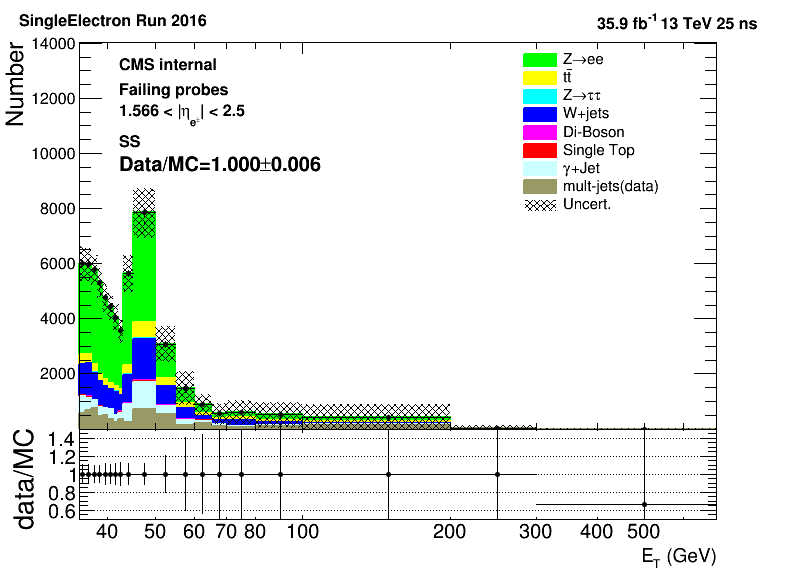 SingleElectron Run 2016
35.9 fb⁻¹ 13 TeV 25 ns
Number
14000
12000
10000
8000
6000
4000
2000
CMS internal
Failing probes
1.566 < |η_e±| < 2.5
SS
Data/MC=1.000±0.006
Z→ee
tt̄
Z→ττ
W+jets
Di-Boson
Single Top
γ+Jet
mult-jets(data)
Uncert.
data/MC
1.4
1.2
1
0.8
0.6
40 50 60 70 80 100 200 300 400 500
E_T (GeV)